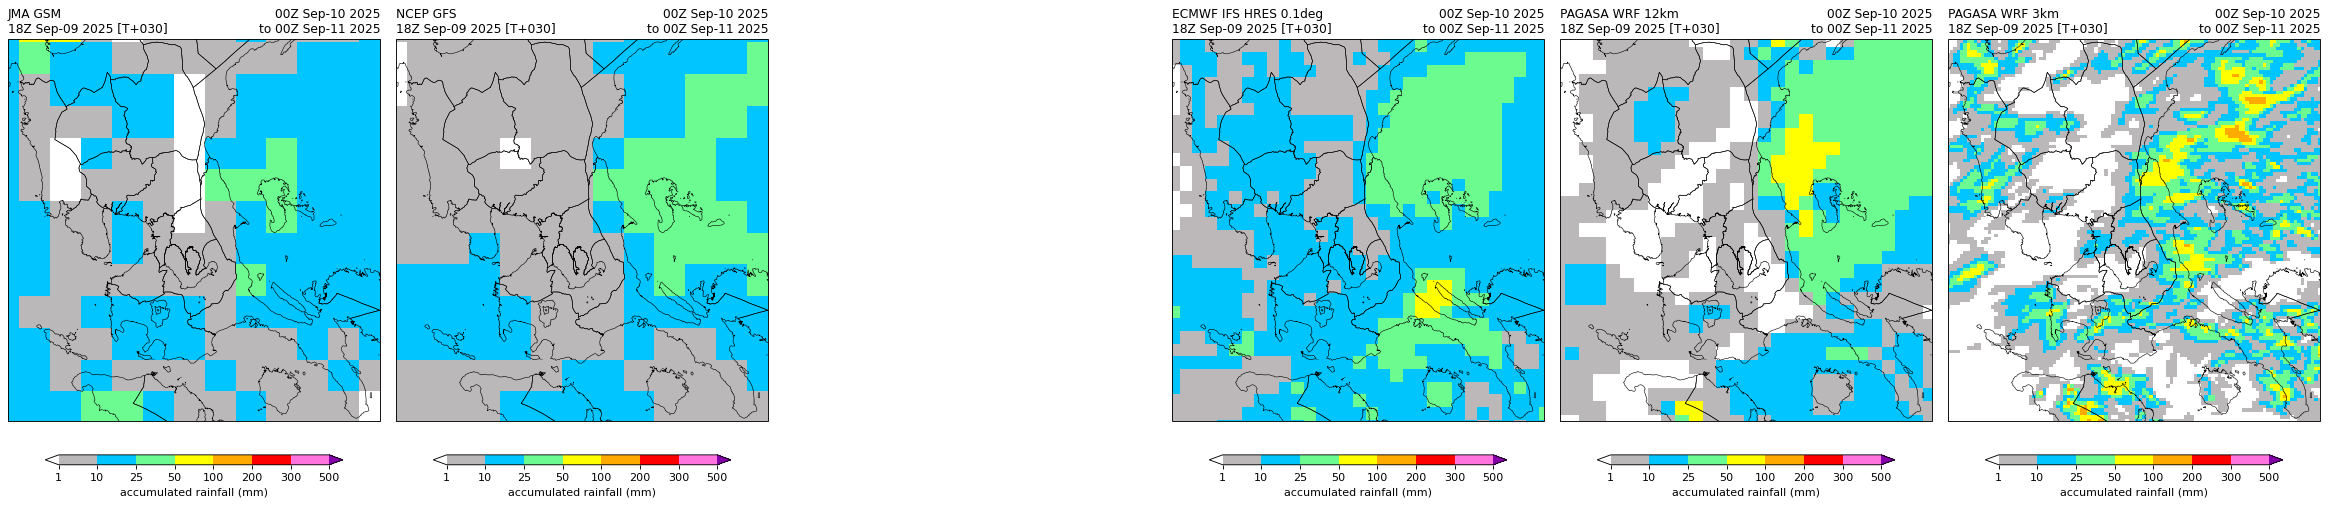 JMA GSM 00Z Sep-10 2025
18Z Sep-09 2025 [T+030] to 00Z Sep-11 2025
1 10 25 50 100 200 300 500
accumulated rainfall (mm)
NCEP GFS 00Z Sep-10 2025
18Z Sep-09 2025 [T+030] to 00Z Sep-11 2025
1 10 25 50 100 200 300 500
accumulated rainfall (mm)
ECMWF IFS HRES 0.1deg 00Z Sep-10 2025
18Z Sep-09 2025 [T+030] to 00Z Sep-11 2025
1 10 25 50 100 200 300 500
accumulated rainfall (mm)
PAGASA WRF 12km 00Z Sep-10 2025
18Z Sep-09 2025 [T+030] to 00Z Sep-11 2025
1 10 25 50 100 200 300 500
accumulated rainfall (mm)
PAGASA WRF 3km 00Z Sep-10 2025
18Z Sep-09 2025 [T+030] to 00Z Sep-11 2025
1 10 25 50 100 200 300 500
accumulated rainfall (mm)